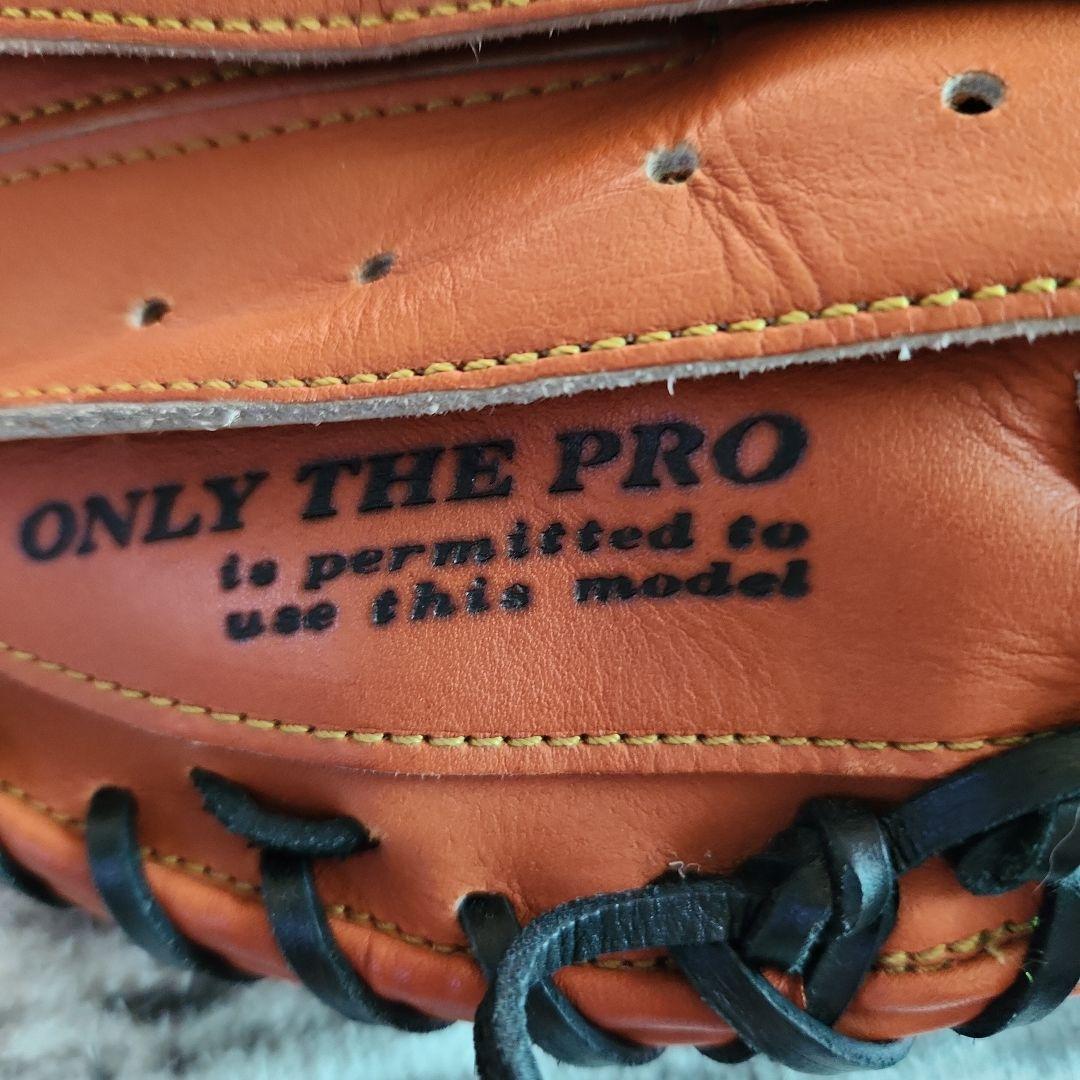 ONLY THE PRO
is permitted to
use this model